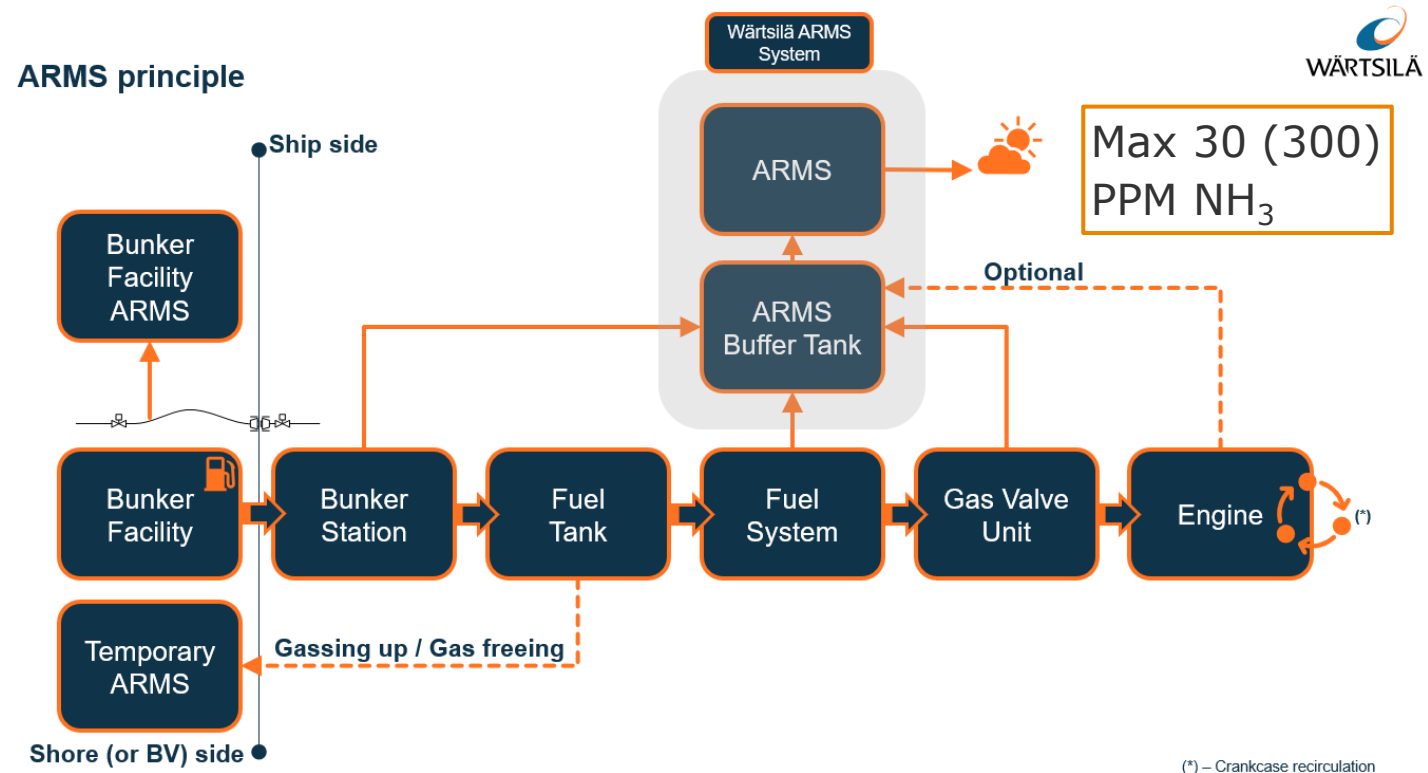 Wärtsilä ARMS
System
WÄRTSILÄ
ARMS principle
Max 30 (300)
PPM NH₃
Ship side
ARMS
Bunker
Facility
ARMS
Optional
ARMS
Buffer Tank
Bunker
Facility
Bunker
Station
Fuel
Tank
Fuel
System
Gas Valve
Unit
Engine
(*)
Temporary
ARMS
Gassing up / Gas freeing
Shore (or BV) side
(*) – Crankcase recirculation